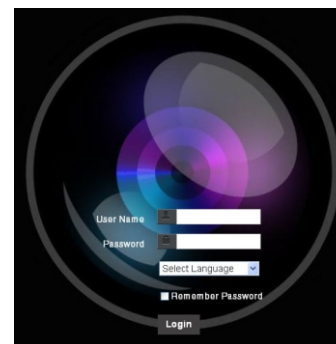 User Name
Password
Select Language
Remember Password
Login